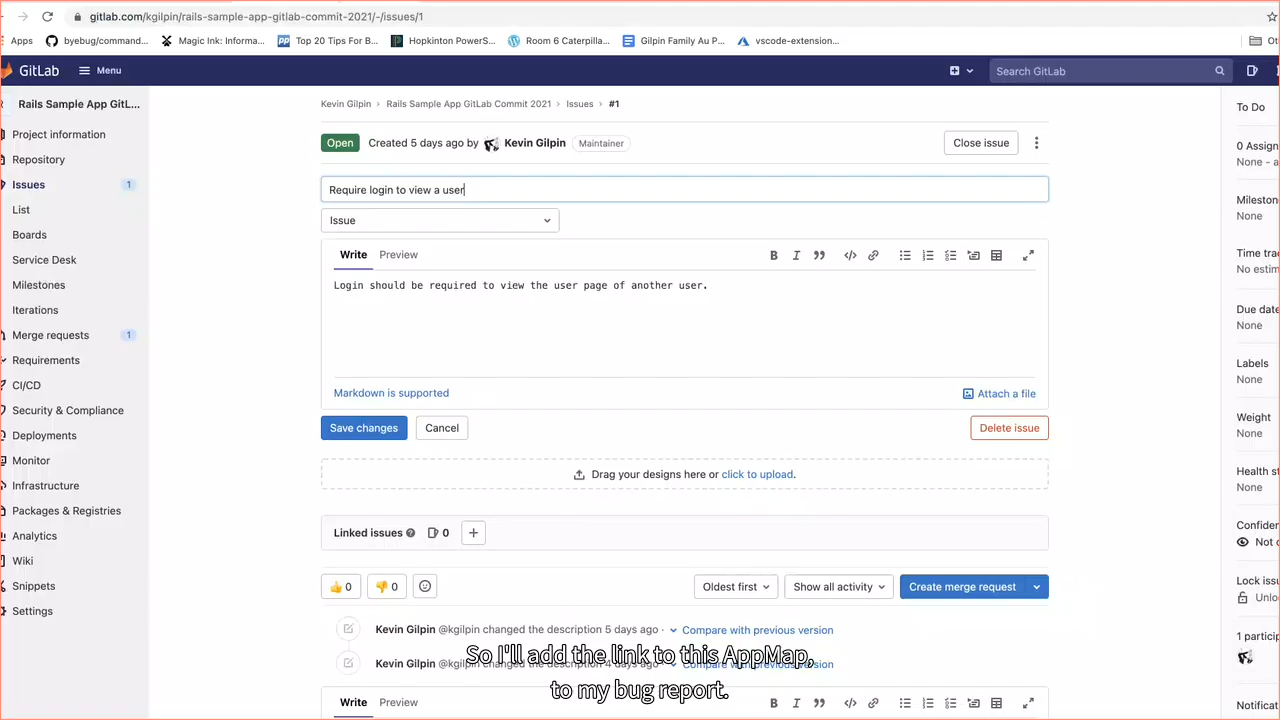 gitlab.com/kgilpin/rails-sample-app-gitlab-commit-2021/-/issues/1
Apps byebug/command... Magic Ink: Informa... Top 20 Tips For B... Hopkinton PowerS... Room 6 Caterpilla... Gilpin Family Au P... vscode-extension...
GitLab Menu Search GitLab
Rails Sample App GitL...
Project information
Repository
Issues 1
List
Boards
Service Desk
Milestones
Iterations
Merge requests 1
Requirements
CI/CD
Security & Compliance
Deployments
Monitor
Infrastructure
Packages & Registries
Analytics
Wiki
Snippets
Settings
Kevin Gilpin › Rails Sample App GitLab Commit 2021 › Issues › #1
Open Created 5 days ago by Kevin Gilpin Maintainer Close issue
Require login to view a user
Issue
Write Preview
Login should be required to view the user page of another user.
Markdown is supported Attach a file
Save changes Cancel Delete issue
Drag your designs here or click to upload.
Linked issues 0
👍 0 👎 0 Oldest first Show all activity Create merge request
Kevin Gilpin @kgilpin changed the description 5 days ago · Compare with previous version
Kevin Gilpin @kgilpin changed the description 5 days ago · Compare with previous version
So I'll add the link to this AppMap,
to my bug report.
Write Preview
To Do
0 Assig
None - a
Milesto
None
Time tra
No estim
Due date
None
Labels
None
Weight
None
Health st
None
Confiden
Not
Lock issu
Unlo
1 partici
Notificat